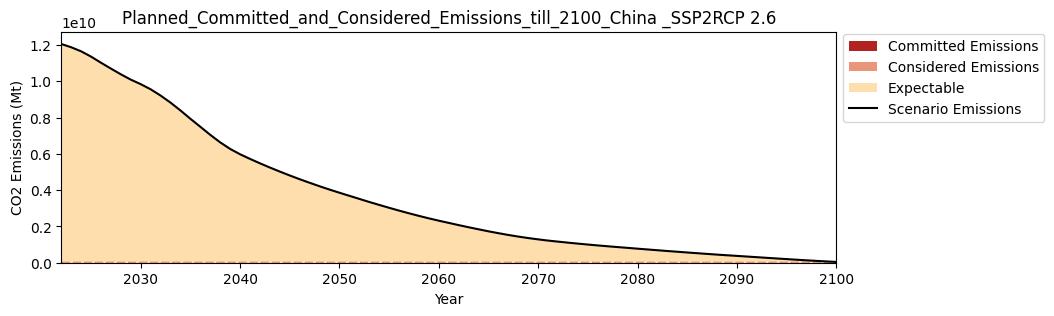 Planned_Committed_and_Considered_Emissions_till_2100_China _SSP2RCP 2.6
1e10
1.2
1.0
0.8
0.6
0.4
0.2
0.0
CO2 Emissions (Mt)
2030 2040 2050 2060 2070 2080 2090 2100
Year
Committed Emissions
Considered Emissions
Expectable
Scenario Emissions